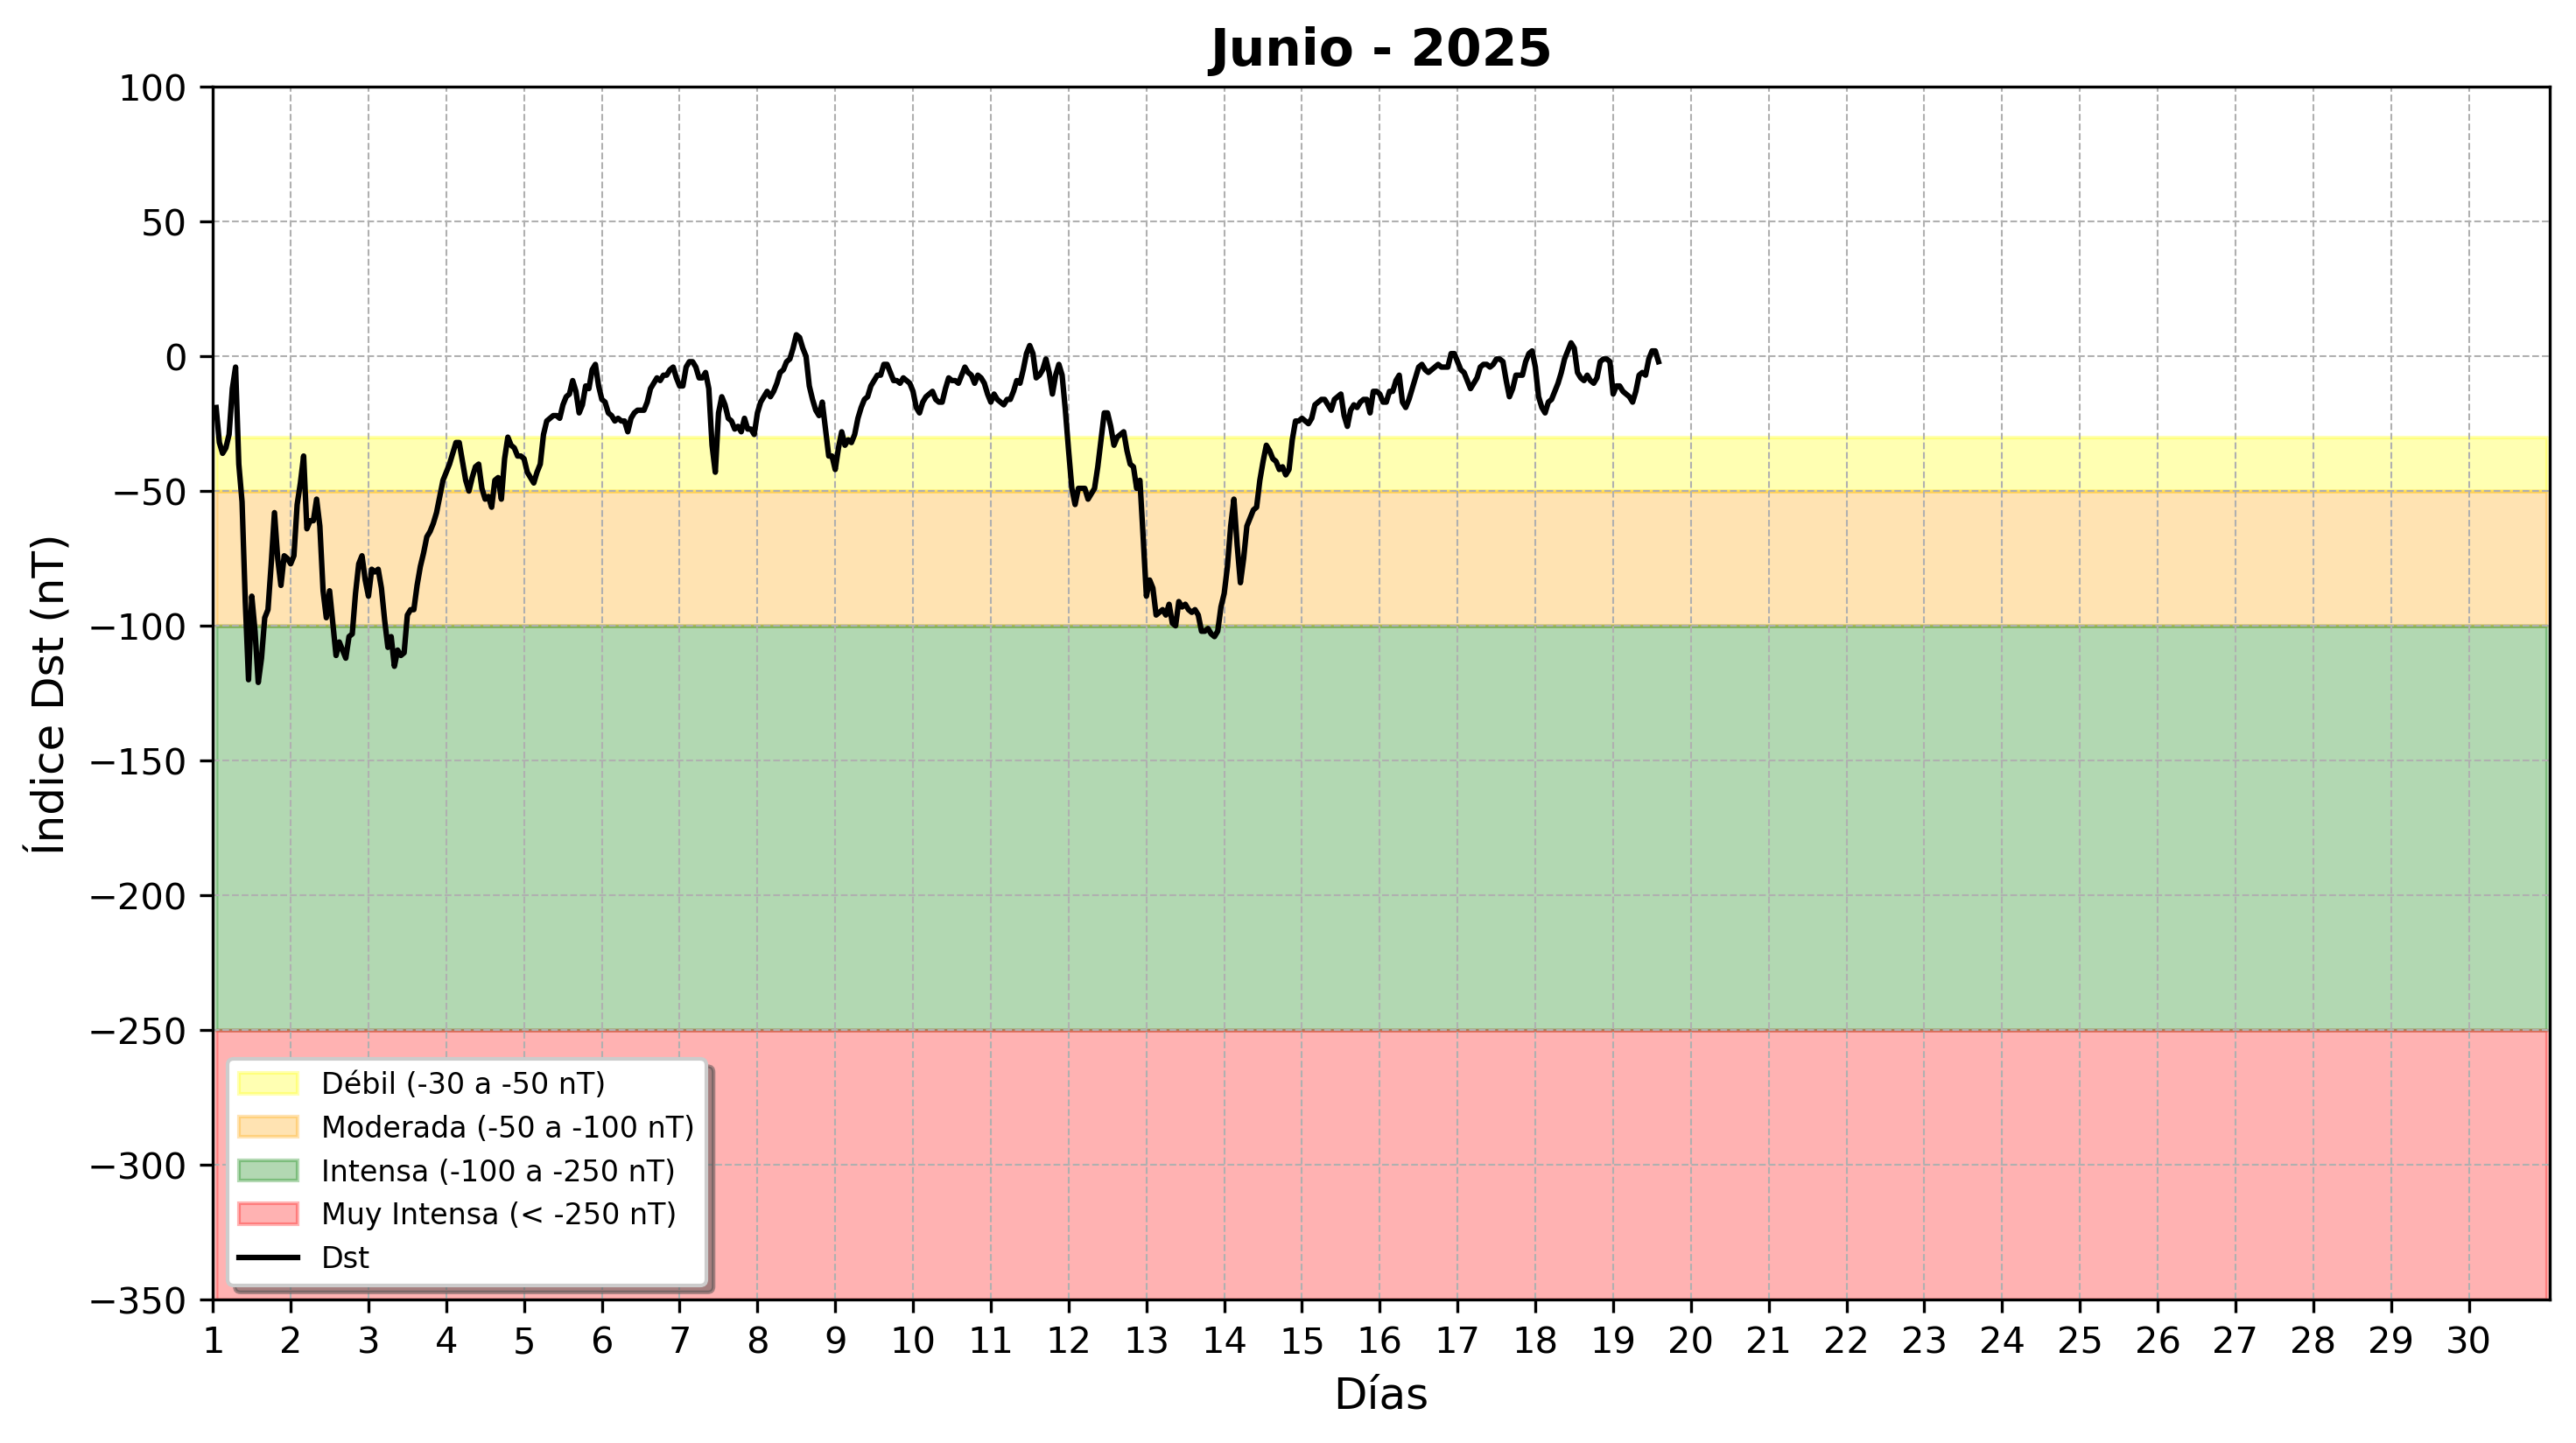 Junio - 2025
100
50
0
−50
−100
−150
−200
−250
−300
−350
Índice Dst (nT)
Débil (-30 a -50 nT)
Moderada (-50 a -100 nT)
Intensa (-100 a -250 nT)
Muy Intensa (< -250 nT)
Dst
1 2 3 4 5 6 7 8 9 10 11 12 13 14 15 16 17 18 19 20 21 22 23 24 25 26 27 28 29 30
Días